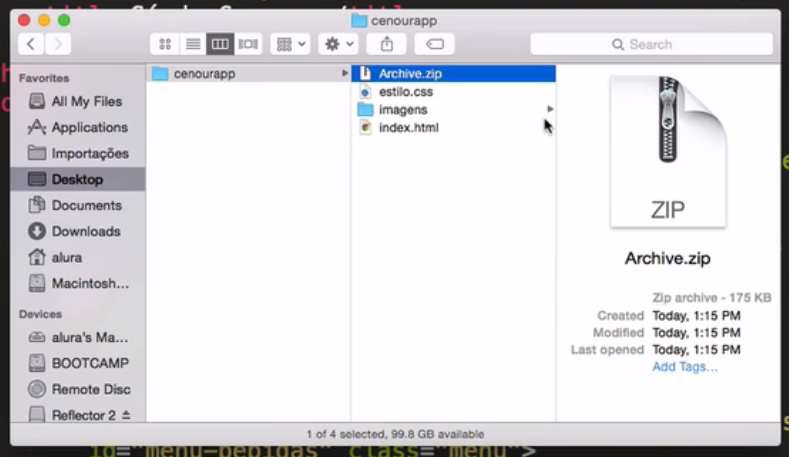 cenourapp
Search
Favorites
All My Files
Applications
Importações
Desktop
Documents
Downloads
alura
Macintosh...
Devices
alura's Ma...
BOOTCAMP
Remote Disc
Reflector 2
cenourapp
Archive.zip
estilo.css
imagens
index.html
ZIP
Archive.zip
Zip archive - 175 KB
Created Today, 1:15 PM
Modified Today, 1:15 PM
Last opened Today, 1:15 PM
Add Tags...
1 of 4 selected, 99.8 GB available
id="menu-bebidas" class="menu">